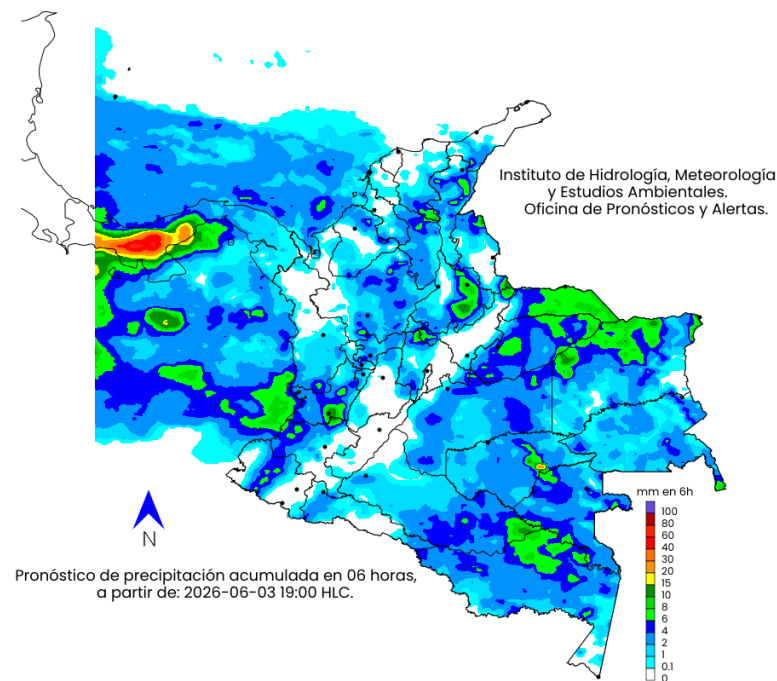 Instituto de Hidrología, Meteorología
y Estudios Ambientales.
Oficina de Pronósticos y Alertas.
N
Pronóstico de precipitación acumulada en 06 horas,
a partir de: 2026-06-03 19:00 HLC.
mm en 6h
100
80
60
40
30
20
15
10
8
6
4
2
1
0.1
0